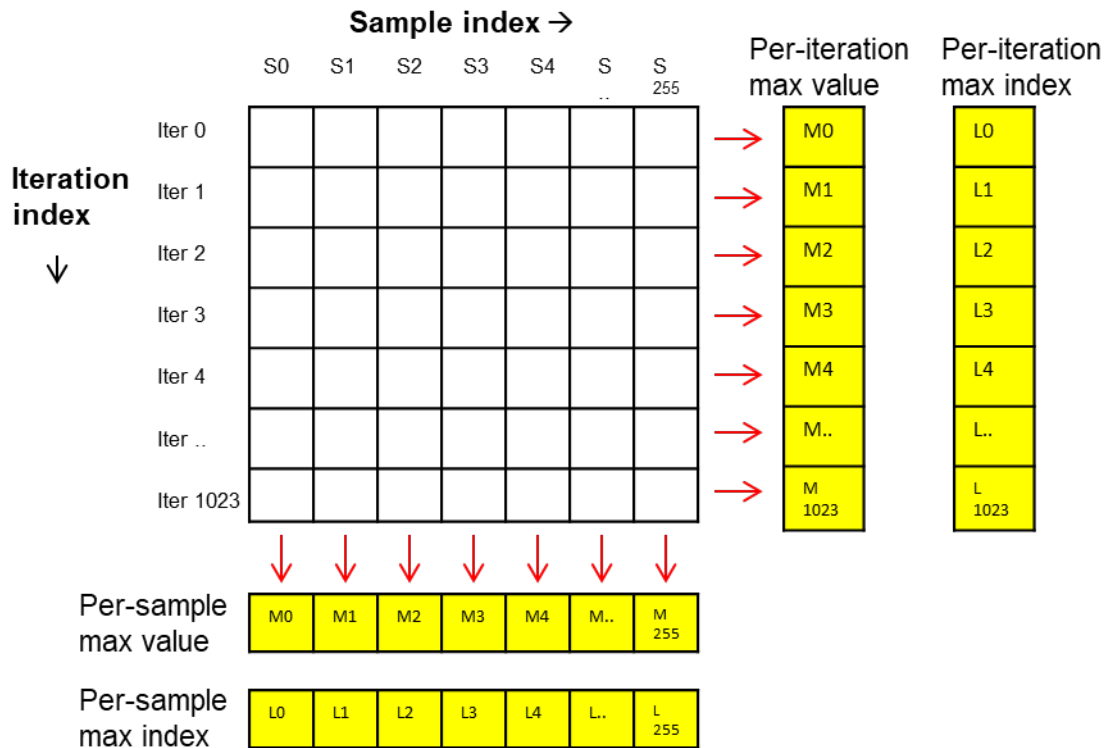 Sample index →
Per-iteration
max value
Per-iteration
max index
S0 S1 S2 S3 S4 S
..
S
255
Iteration
index
↓
Iter 0
M0
L0
Iter 1
M1
L1
Iter 2
M2
L2
Iter 3
M3
L3
Iter 4
M4
L4
Iter ..
M..
L..
Iter 1023
M
1023
L
1023
Per-sample
max value
M0 M1 M2 M3 M4 M.. M
255
Per-sample
max index
L0 L1 L2 L3 L4 L.. L
255